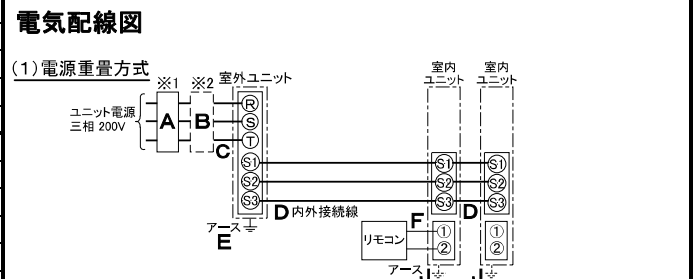 電気配線図
(1)電源重畳方式
※1 ※2 室外ユニット
室内
ユニット
室内
ユニット
ユニット電源
三相 200V
A
B
C
R
S
T
S1
S2
S3
S1
S2
S3
S1
S2
S3
D 内外接続線
D
アース
E
F
リモコン
①
②
①
②
アース J
J